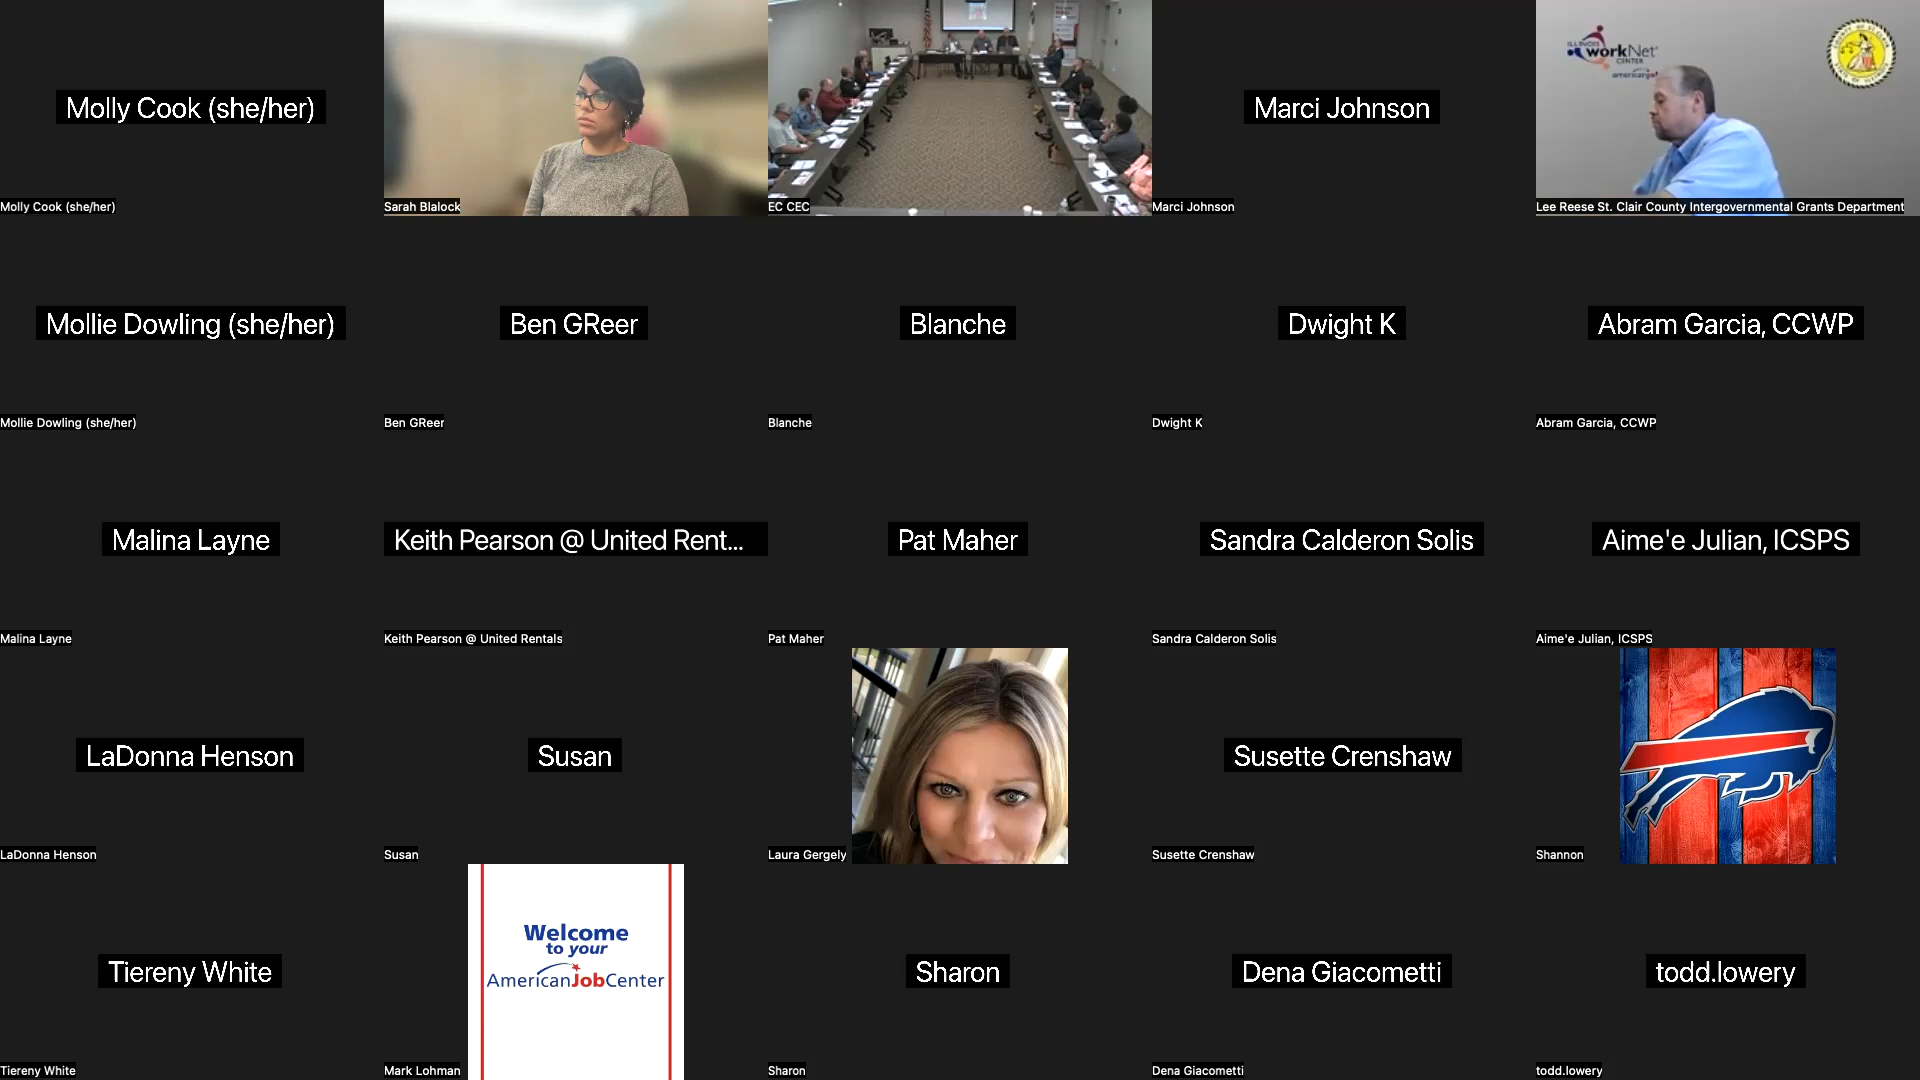 Molly Cook (she/her)
Molly Cook (she/her)
Sarah Blalock
EC CEC
Marci Johnson
Marci Johnson
ILLINOIS
workNet
CENTER
americanjob
Lee Reese St. Clair County Intergovernmental Grants Department
Mollie Dowling (she/her)
Mollie Dowling (she/her)
Ben GReer
Ben GReer
Blanche
Blanche
Dwight K
Dwight K
Abram Garcia, CCWP
Abram Garcia, CCWP
Malina Layne
Malina Layne
Keith Pearson @ United Rent...
Keith Pearson @ United Rentals
Pat Maher
Pat Maher
Sandra Calderon Solis
Sandra Calderon Solis
Aime'e Julian, ICSPS
Aime'e Julian, ICSPS
LaDonna Henson
LaDonna Henson
Susan
Susan
Laura Gergely
Susette Crenshaw
Susette Crenshaw
Shannon
Tiereny White
Tiereny White
Welcome
to your
AmericanJobCenter
Mark Lohman
Sharon
Sharon
Dena Giacometti
Dena Giacometti
todd.lowery
todd.lowery